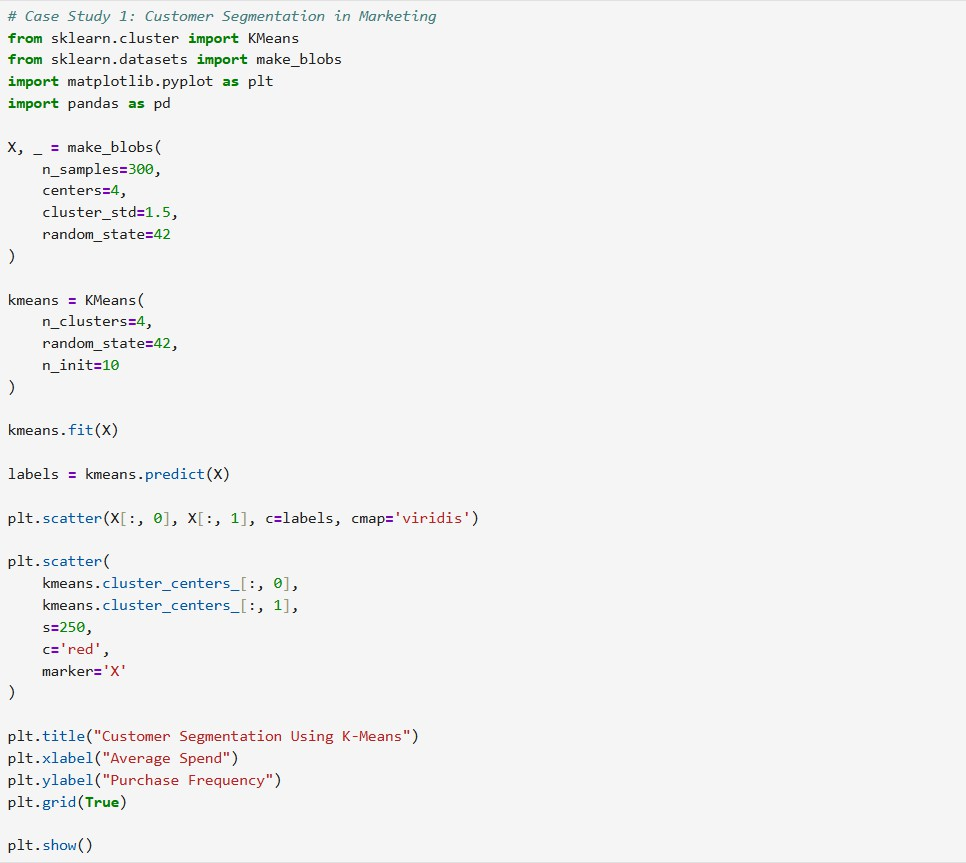 # Case Study 1: Customer Segmentation in Marketing
from sklearn.cluster import KMeans
from sklearn.datasets import make_blobs
import matplotlib.pyplot as plt
import pandas as pd

X, _ = make_blobs(
    n_samples=300,
    centers=4,
    cluster_std=1.5,
    random_state=42
)

kmeans = KMeans(
    n_clusters=4,
    random_state=42,
    n_init=10
)

kmeans.fit(X)

labels = kmeans.predict(X)

plt.scatter(X[:, 0], X[:, 1], c=labels, cmap='viridis')

plt.scatter(
    kmeans.cluster_centers_[:, 0],
    kmeans.cluster_centers_[:, 1],
    s=250,
    c='red',
    marker='X'
)

plt.title("Customer Segmentation Using K-Means")
plt.xlabel("Average Spend")
plt.ylabel("Purchase Frequency")
plt.grid(True)

plt.show()